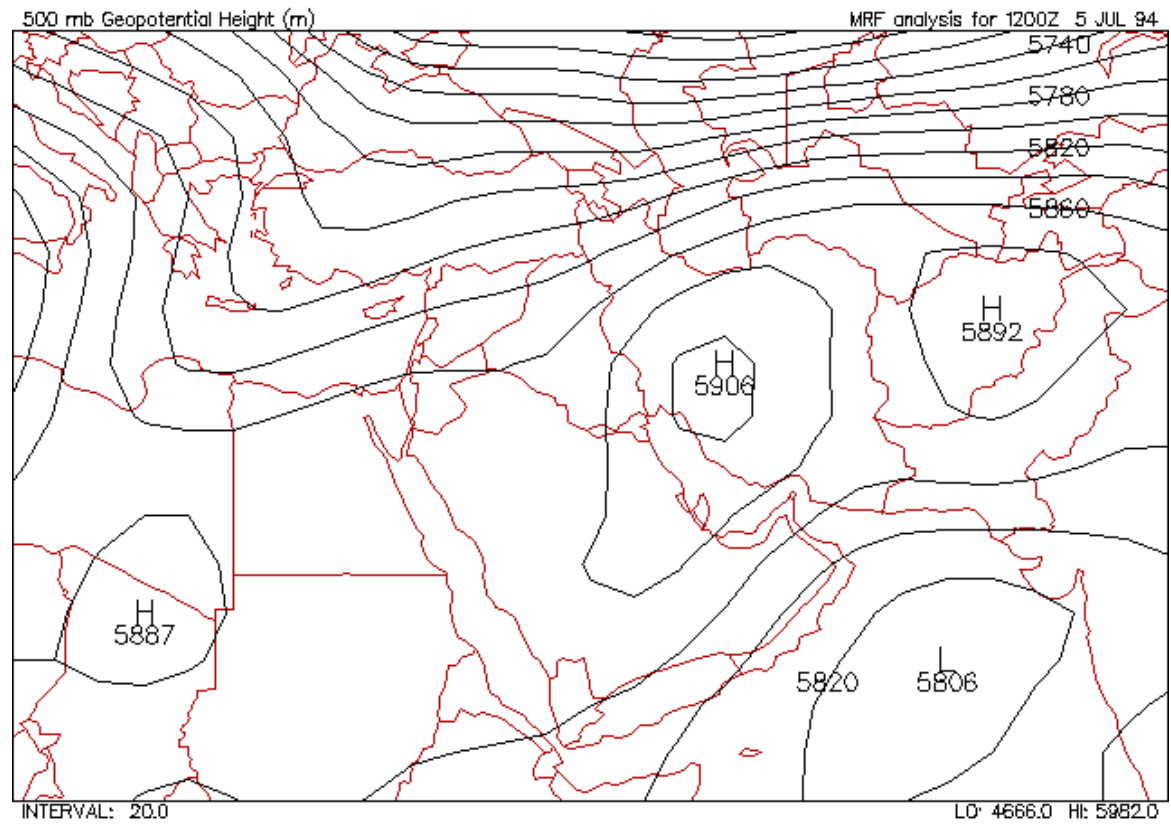 500 mb Geopotential Height (m)
MRF analysis for 1200Z 5 JUL 94
5740
5780
5820
5860
H
5892
H
5906
H
5887
L
5820
5806
INTERVAL: 20.0
LO: 4666.0 HI: 5982.0